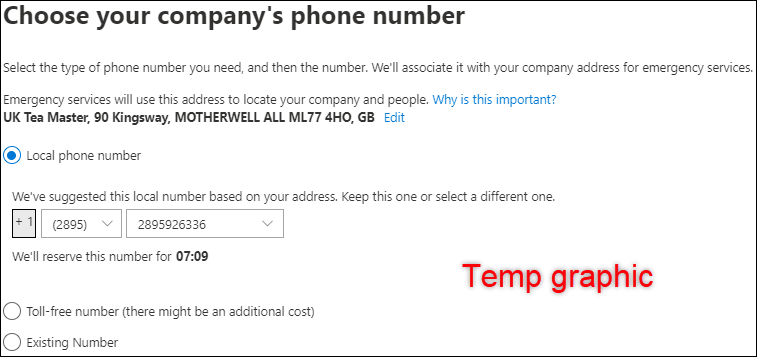 Choose your company's phone number
Select the type of phone number you need, and then the number. We'll associate it with your company address for emergency services.
Emergency services will use this address to locate your company and people. Why is this important?
UK Tea Master, 90 Kingsway, MOTHERWELL ALL ML77 4HO, GB Edit
Local phone number
We've suggested this local number based on your address. Keep this one or select a different one.
+ 1 (2895) 2895926336
We'll reserve this number for 07:09
Temp graphic
Toll-free number (there might be an additional cost)
Existing Number